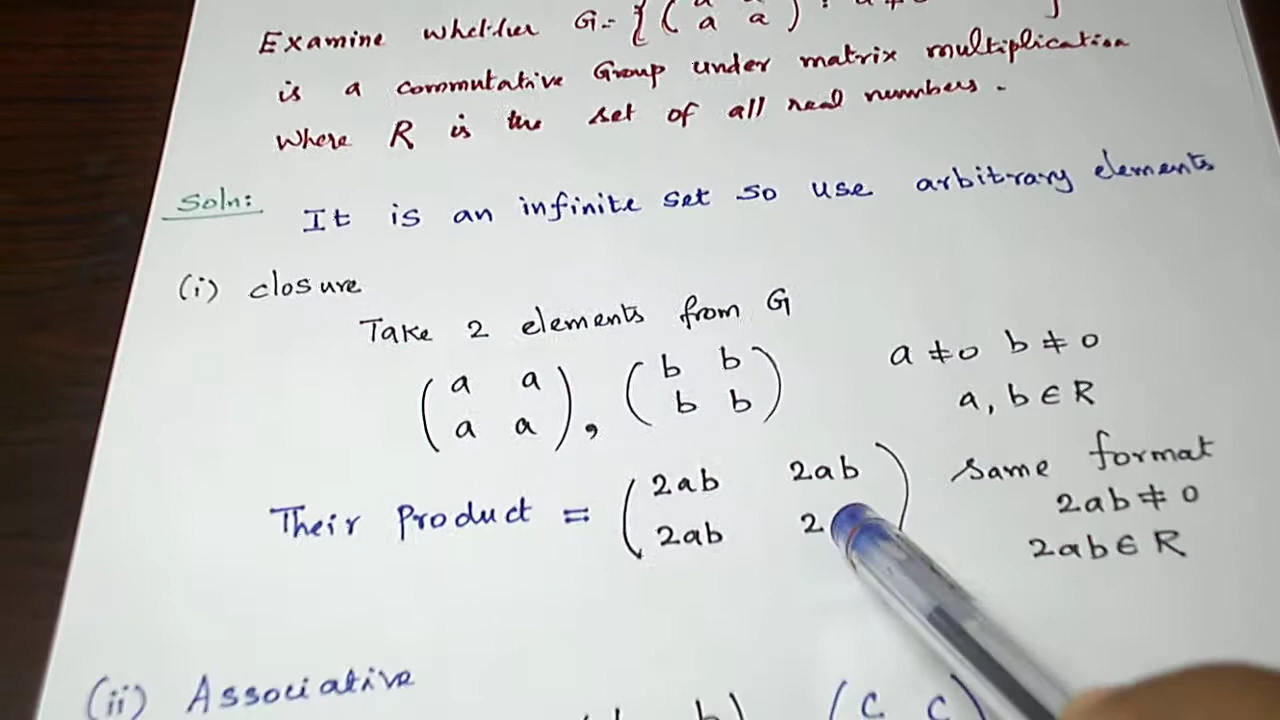 Examine whether G = { ( a a ) : a ≠ 0
is a commutative Group under matrix multiplication
Where R is the set of all real numbers.
Soln:
It is an infinite set so use arbitrary elements
(i) closure
Take 2 elements from G
( a a
a a ) , ( b b
b b )
a ≠ 0 b ≠ 0
a, b ∈ R
Their Product = ( 2ab 2ab
2ab 2 )
same format
2ab ≠ 0
2ab ∈ R
(ii) Associative
b ) ( c c )